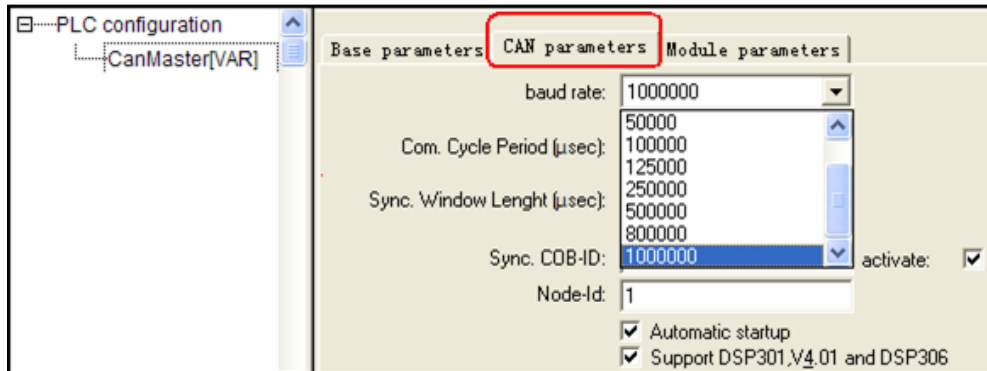 PLC configuration
CanMaster[VAR]
Base parameters CAN parameters Module parameters
baud rate: 1000000
50000
Com. Cycle Period (µsec): 100000
125000
Sync. Window Lenght (µsec): 250000
500000
800000
Sync. COB-ID: 1000000 activate:
Node-Id: 1
Automatic startup
Support DSP301,V4.01 and DSP306